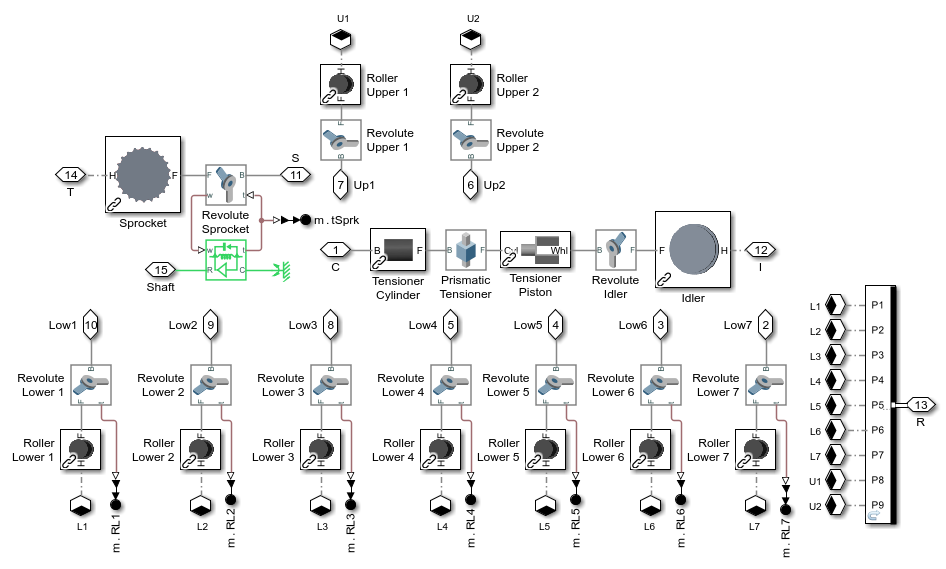 U1
U2
H
Roller
Upper 1
F
H
Roller
Upper 2
F
F
Revolute
Upper 1
B
F
Revolute
Upper 2
B
7
Up1
6
Up2
14
T
H
F
Sprocket
F
B
w
t
Revolute
Sprocket
S
11
m.tSprk
w
t
R
C
15
Shaft
1
C
B
F
Tensioner
Cylinder
B
F
Prismatic
Tensioner
Cyl
Whl
Tensioner
Piston
B
F
Revolute
Idler
F
H
Idler
12
I
Low1
10
Low2
9
Low3
8
Low4
5
Low5
4
Low6
3
Low7
2
B
Revolute
Lower 1
F
B
Revolute
Lower 2
F
B
Revolute
Lower 3
F
B
Revolute
Lower 4
F
B
Revolute
Lower 5
F
B
Revolute
Lower 6
F
B
Revolute
Lower 7
F
F
Roller
Lower 1
H
F
Roller
Lower 2
H
F
Roller
Lower 3
H
F
Roller
Lower 4
H
F
Roller
Lower 5
H
F
Roller
Lower 6
H
F
Roller
Lower 7
H
L1
m.RL1
L2
m.RL2
L3
m.RL3
L4
m.RL4
L5
m.RL5
L6
m.RL6
L7
m.RL7
L1
P1
L2
P2
L3
P3
L4
P4
L5
P5
L6
P6
L7
P7
U1
P8
U2
P9
13
R